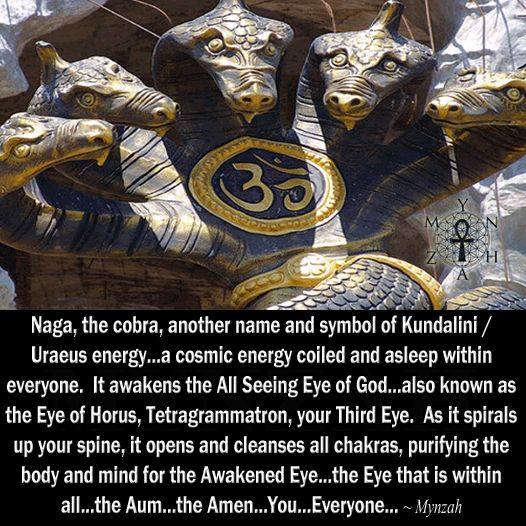 ॐ
MYNZAH
Naga, the cobra, another name and symbol of Kundalini /
Uraeus energy...a cosmic energy coiled and asleep within
everyone. It awakens the All Seeing Eye of God...also known as
the Eye of Horus, Tetragrammatron, your Third Eye. As it spirals
up your spine, it opens and cleanses all chakras, purifying the
body and mind for the Awakened Eye...the Eye that is within
all...the Aum...the Amen...You...Everyone... ~ Mynzah